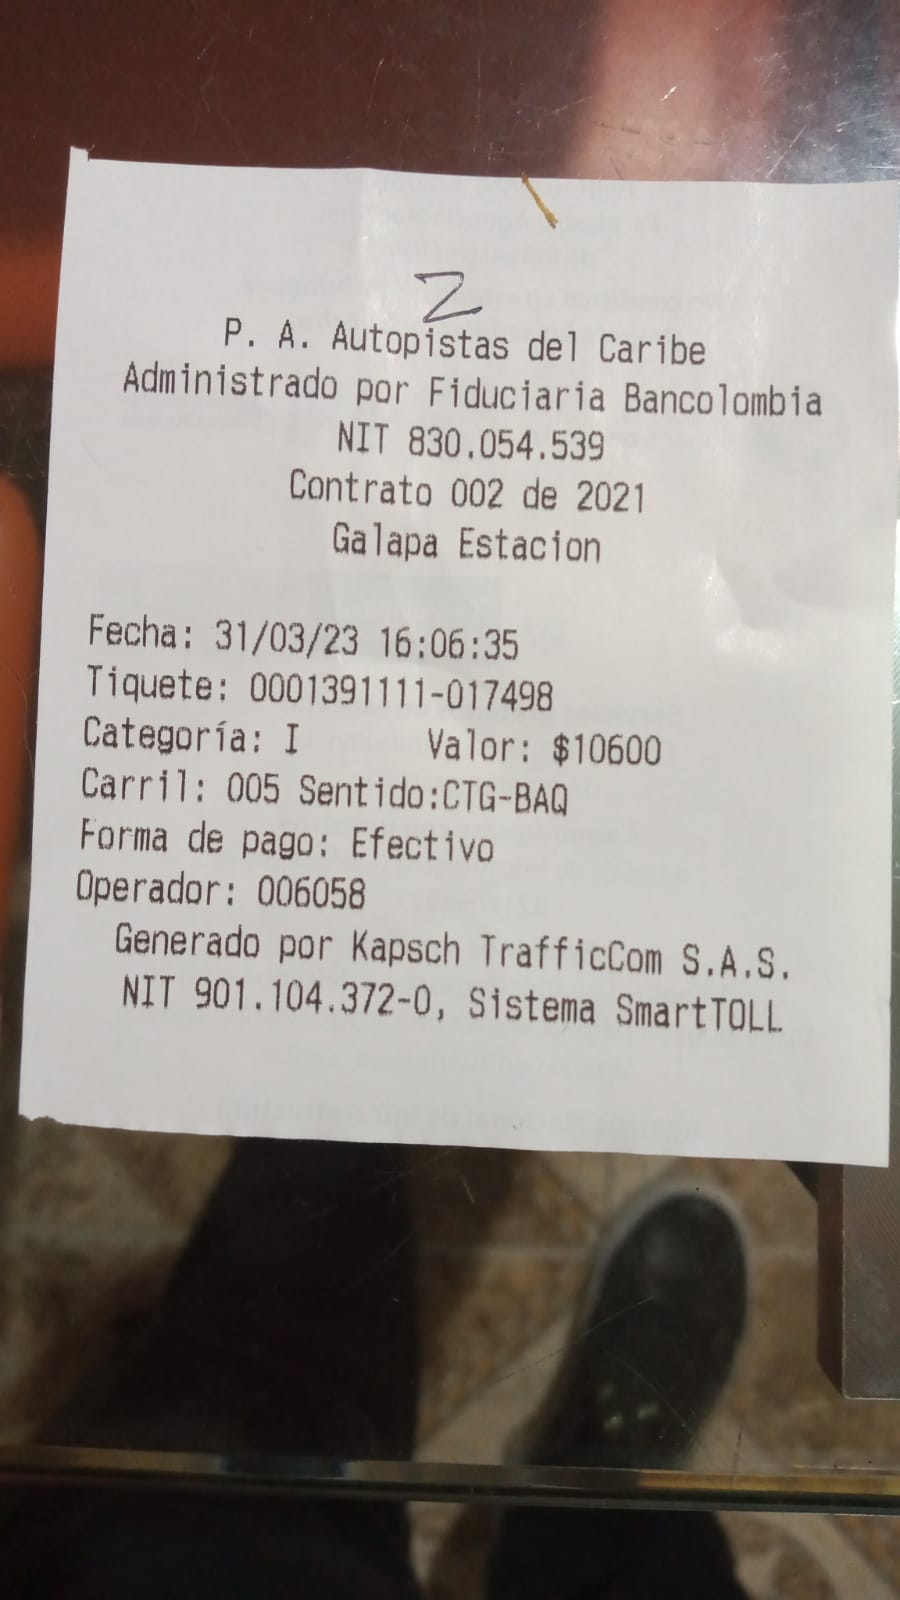 Z
P. A. Autopistas del Caribe
Administrado por Fiduciaria Bancolombia
NIT 830.054.539
Contrato 002 de 2021
Galapa Estacion
Fecha: 31/03/23 16:06:35
Tiquete: 0001391111-017498
Categoría: I Valor: $10600
Carril: 005 Sentido:CTG-BAQ
Forma de pago: Efectivo
Operador: 006058
Generado por Kapsch TrafficCom S.A.S.
NIT 901.104.372-0, Sistema SmartTOLL